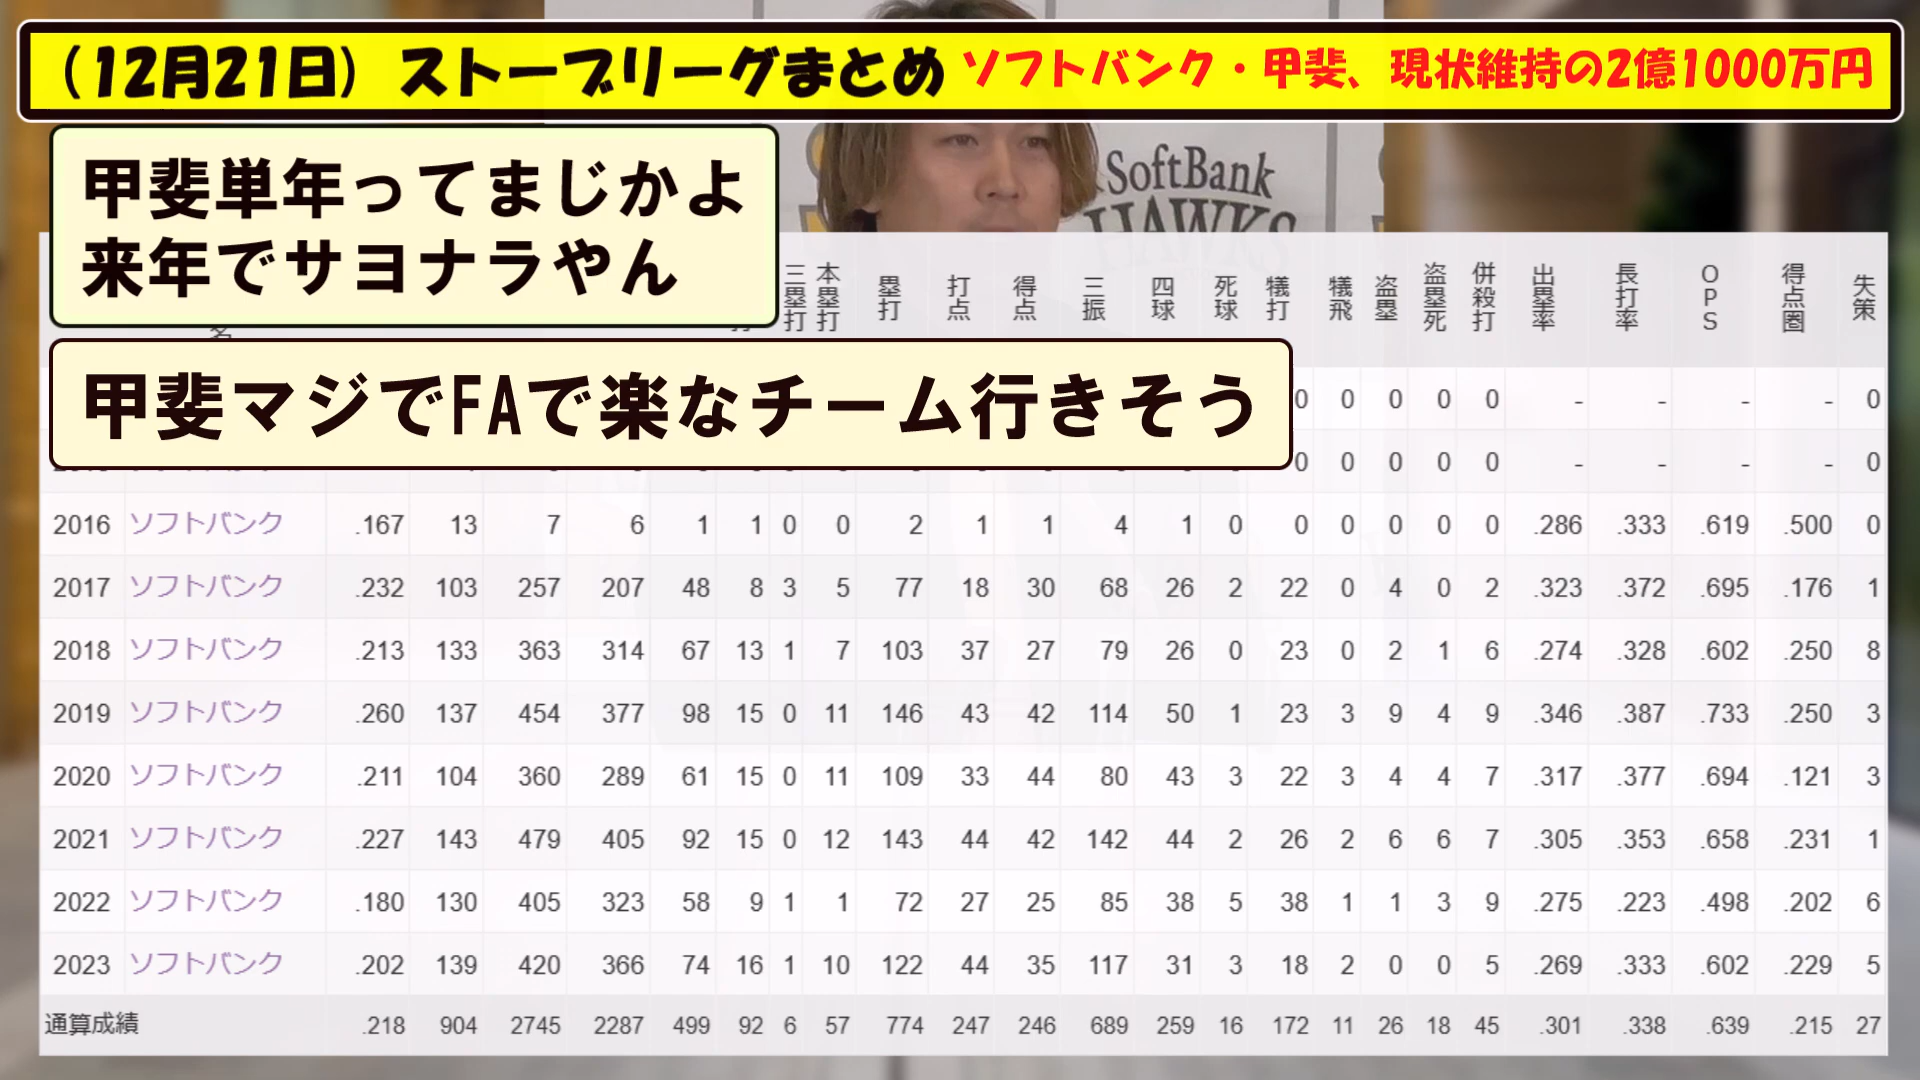 (12月21日) ストーブリーグまとめ ソフトバンク・甲斐、現状維持の2億1000万円
甲斐単年ってまじかよ
来年でサヨナラやん
SoftBank
HAWKS
三塁打 本塁打 塁打 打点 得点 三振 四球 死球 犠打 犠飛 盗塁 盗塁死 併殺打 出塁率 長打率 OPS 得点圏 失策
甲斐マジでFAで楽なチーム行きそう
0 0 0 0 0 - - - - 0
0 0 0 0 0 - - - - 0
2016 ソフトバンク .167 13 7 6 1 1 0 0 2 1 1 4 1 0 0 0 0 0 0 .286 .333 .619 .500 0
2017 ソフトバンク .232 103 257 207 48 8 3 5 77 18 30 68 26 2 22 0 4 0 2 .323 .372 .695 .176 1
2018 ソフトバンク .213 133 363 314 67 13 1 7 103 37 27 79 26 0 23 0 2 1 6 .274 .328 .602 .250 8
2019 ソフトバンク .260 137 454 377 98 15 0 11 146 43 42 114 50 1 23 3 9 4 9 .346 .387 .733 .250 3
2020 ソフトバンク .211 104 360 289 61 15 0 11 109 33 44 80 43 3 22 3 4 4 7 .317 .377 .694 .121 3
2021 ソフトバンク .227 143 479 405 92 15 0 12 143 44 42 142 44 2 26 2 6 6 7 .305 .353 .658 .231 1
2022 ソフトバンク .180 130 405 323 58 9 1 1 72 27 25 85 38 5 38 1 1 3 9 .275 .223 .498 .202 6
2023 ソフトバンク .202 139 420 366 74 16 1 10 122 44 35 117 31 3 18 2 0 0 5 .269 .333 .602 .229 5
通算成績 .218 904 2745 2287 499 92 6 57 774 247 246 689 259 16 172 11 26 18 45 .301 .338 .639 .215 27